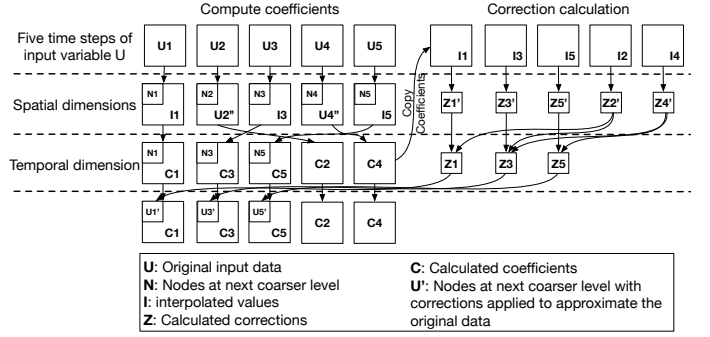 Compute coefficients
Correction calculation
Five time steps of
input variable U
U1 U2 U3 U4 U5
I1 I3 I5 I2 I4
Copy
Coefficients
Spatial dimensions
N1 N2 N3 N4 N5
I1 U2" I3 U4" I5
Z1' Z3' Z5' Z2' Z4'
Temporal dimension
N1 N3 N5
C1 C3 C5 C2 C4
Z1 Z3 Z5
U1' U3' U5'
C1 C3 C5 C2 C4
U: Original input data
N: Nodes at next coarser level
I: interpolated values
Z: Calculated corrections
C: Calculated coefficients
U': Nodes at next coarser level with
corrections applied to approximate the
original data